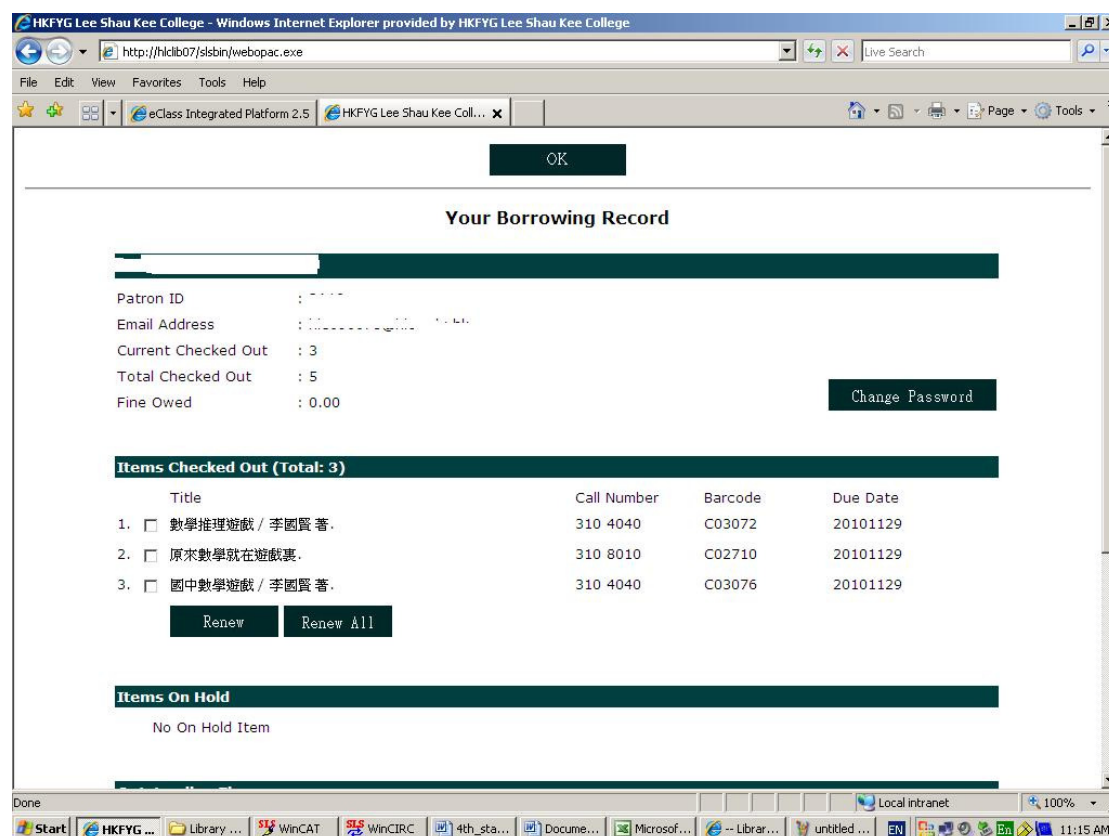 HKFYG Lee Shau Kee College - Windows Internet Explorer provided by HKFYG Lee Shau Kee College
http://hlclib07/slsbin/webopac.exe Live Search
File Edit View Favorites Tools Help
eClass Integrated Platform 2.5 HKFYG Lee Shau Kee Coll... Page Tools
OK
Your Borrowing Record
Patron ID :
Email Address :
Current Checked Out : 3
Total Checked Out : 5
Fine Owed : 0.00
Change Password
Items Checked Out (Total: 3)
Title Call Number Barcode Due Date
1. 數學推理遊戲 / 李國賢 著. 310 4040 C03072 20101129
2. 原來數學就在遊戲裏. 310 8010 C02710 20101129
3. 國中數學遊戲 / 李國賢 著. 310 4040 C03076 20101129
Renew Renew All
Items On Hold
No On Hold Item
Done Local intranet 100%
Start HKFYG ... Library ... WinCAT WinCIRC 4th_sta... Docume... Microsof... -- Librar... untitled ... EN En 11:15 AM